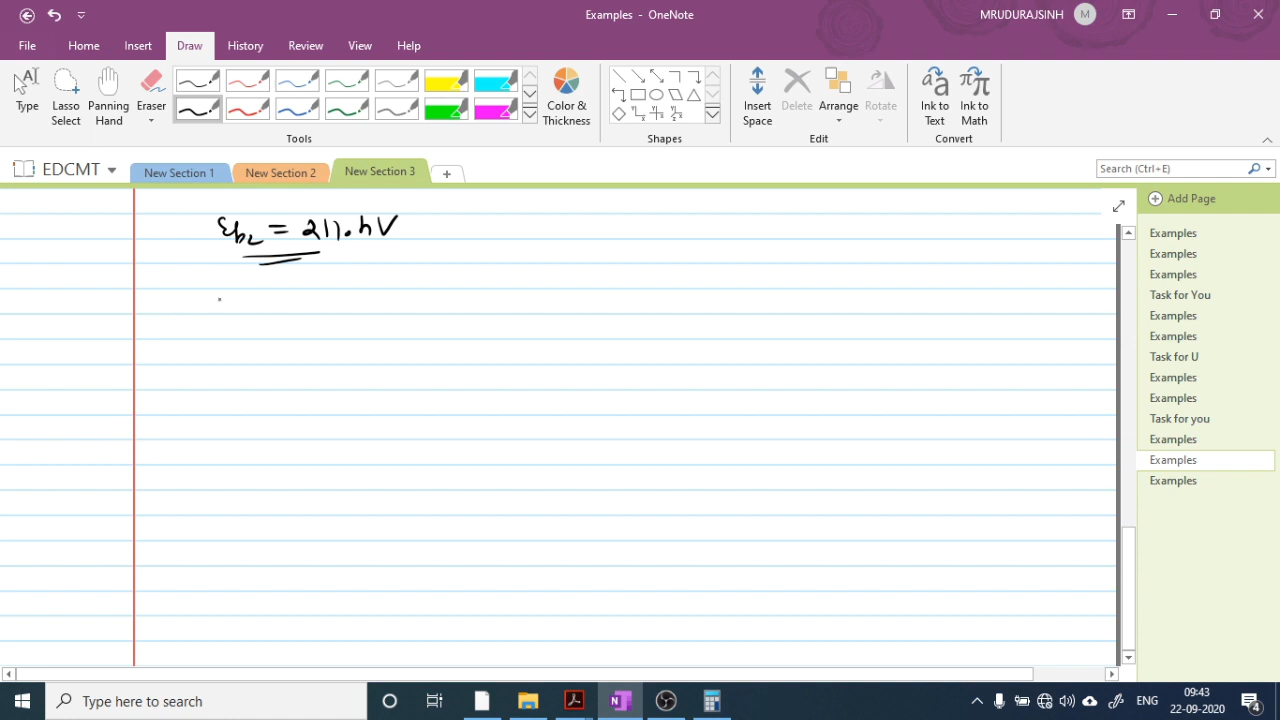 Examples - OneNote
MRUDURAJSINH
M
File
Home
Insert
Draw
History
Review
View
Help
Type
Lasso
Select
Panning
Hand
Eraser
Color &
Thickness
Insert
Space
Delete
Arrange
Rotate
Ink to
Text
Ink to
Math
Tools
Shapes
Edit
Convert
EDCMT
New Section 1
New Section 2
New Section 3
Search (Ctrl+E)
Add Page
Examples
Examples
Examples
Task for You
Examples
Examples
Task for U
Examples
Examples
Task for you
Examples
Examples
Examples
Eb2 =
Type here to search
ENG
09:43
22-09-2020
4